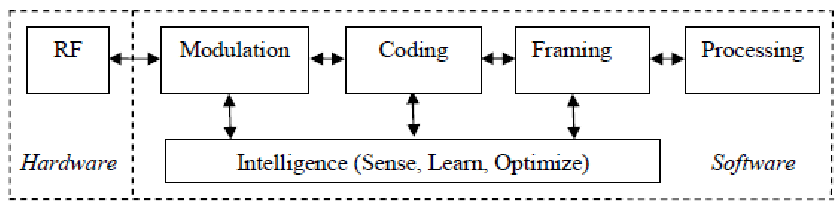 RF
Modulation
Coding
Framing
Processing
Hardware
Intelligence (Sense, Learn, Optimize)
Software